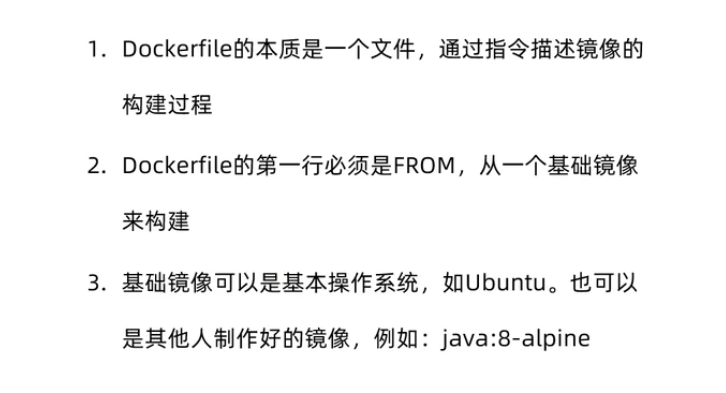 1. Dockerfile的本质是一个文件，通过指令描述镜像的
构建过程
2. Dockerfile的第一行必须是FROM，从一个基础镜像
来构建
3. 基础镜像可以是基本操作系统，如Ubuntu。也可以
是其他人制作好的镜像，例如：java:8-alpine